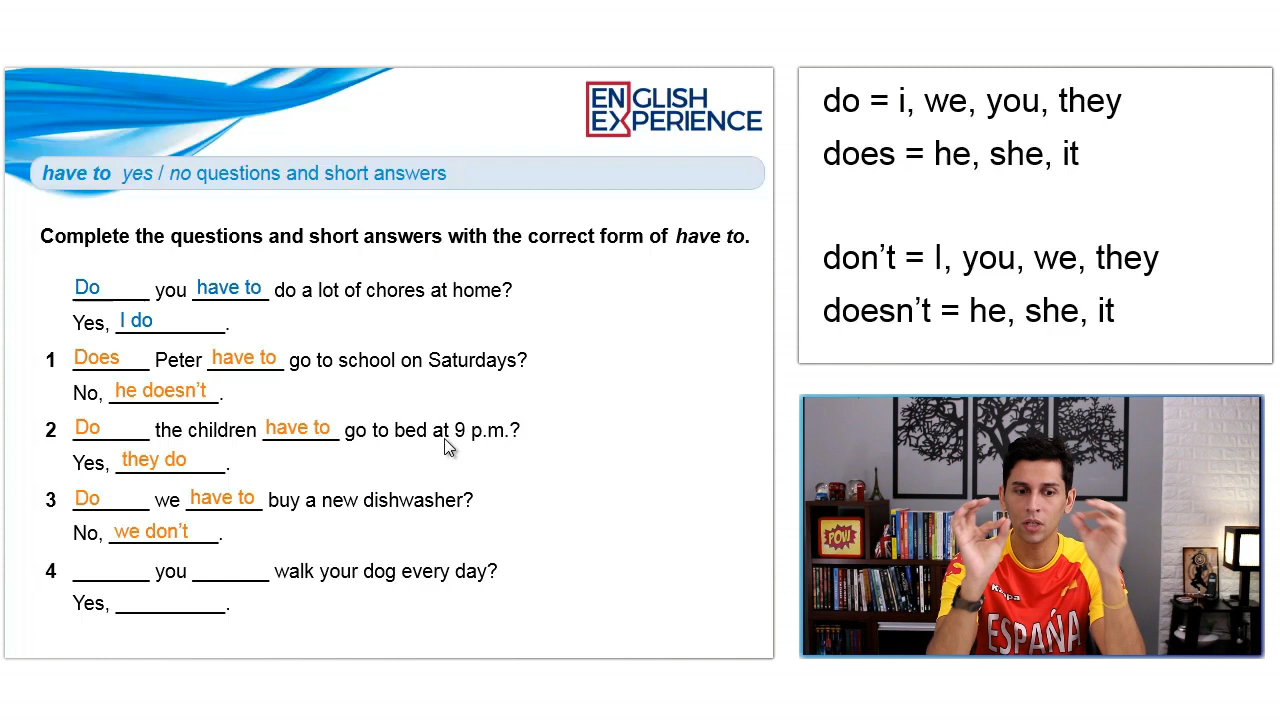 ENGLISH
EXPERIENCE
have to yes / no questions and short answers
Complete the questions and short answers with the correct form of have to.
Do you have to do a lot of chores at home?
Yes, I do.
1 Does Peter have to go to school on Saturdays?
No, he doesn't.
2 Do the children have to go to bed at 9 p.m.?
Yes, they do.
3 Do we have to buy a new dishwasher?
No, we don't.
4 _______ you _______ walk your dog every day?
Yes, __________.
do = i, we, you, they
does = he, she, it
don't = I, you, we, they
doesn't = he, she, it
POW
Kappa
ESPAÑA